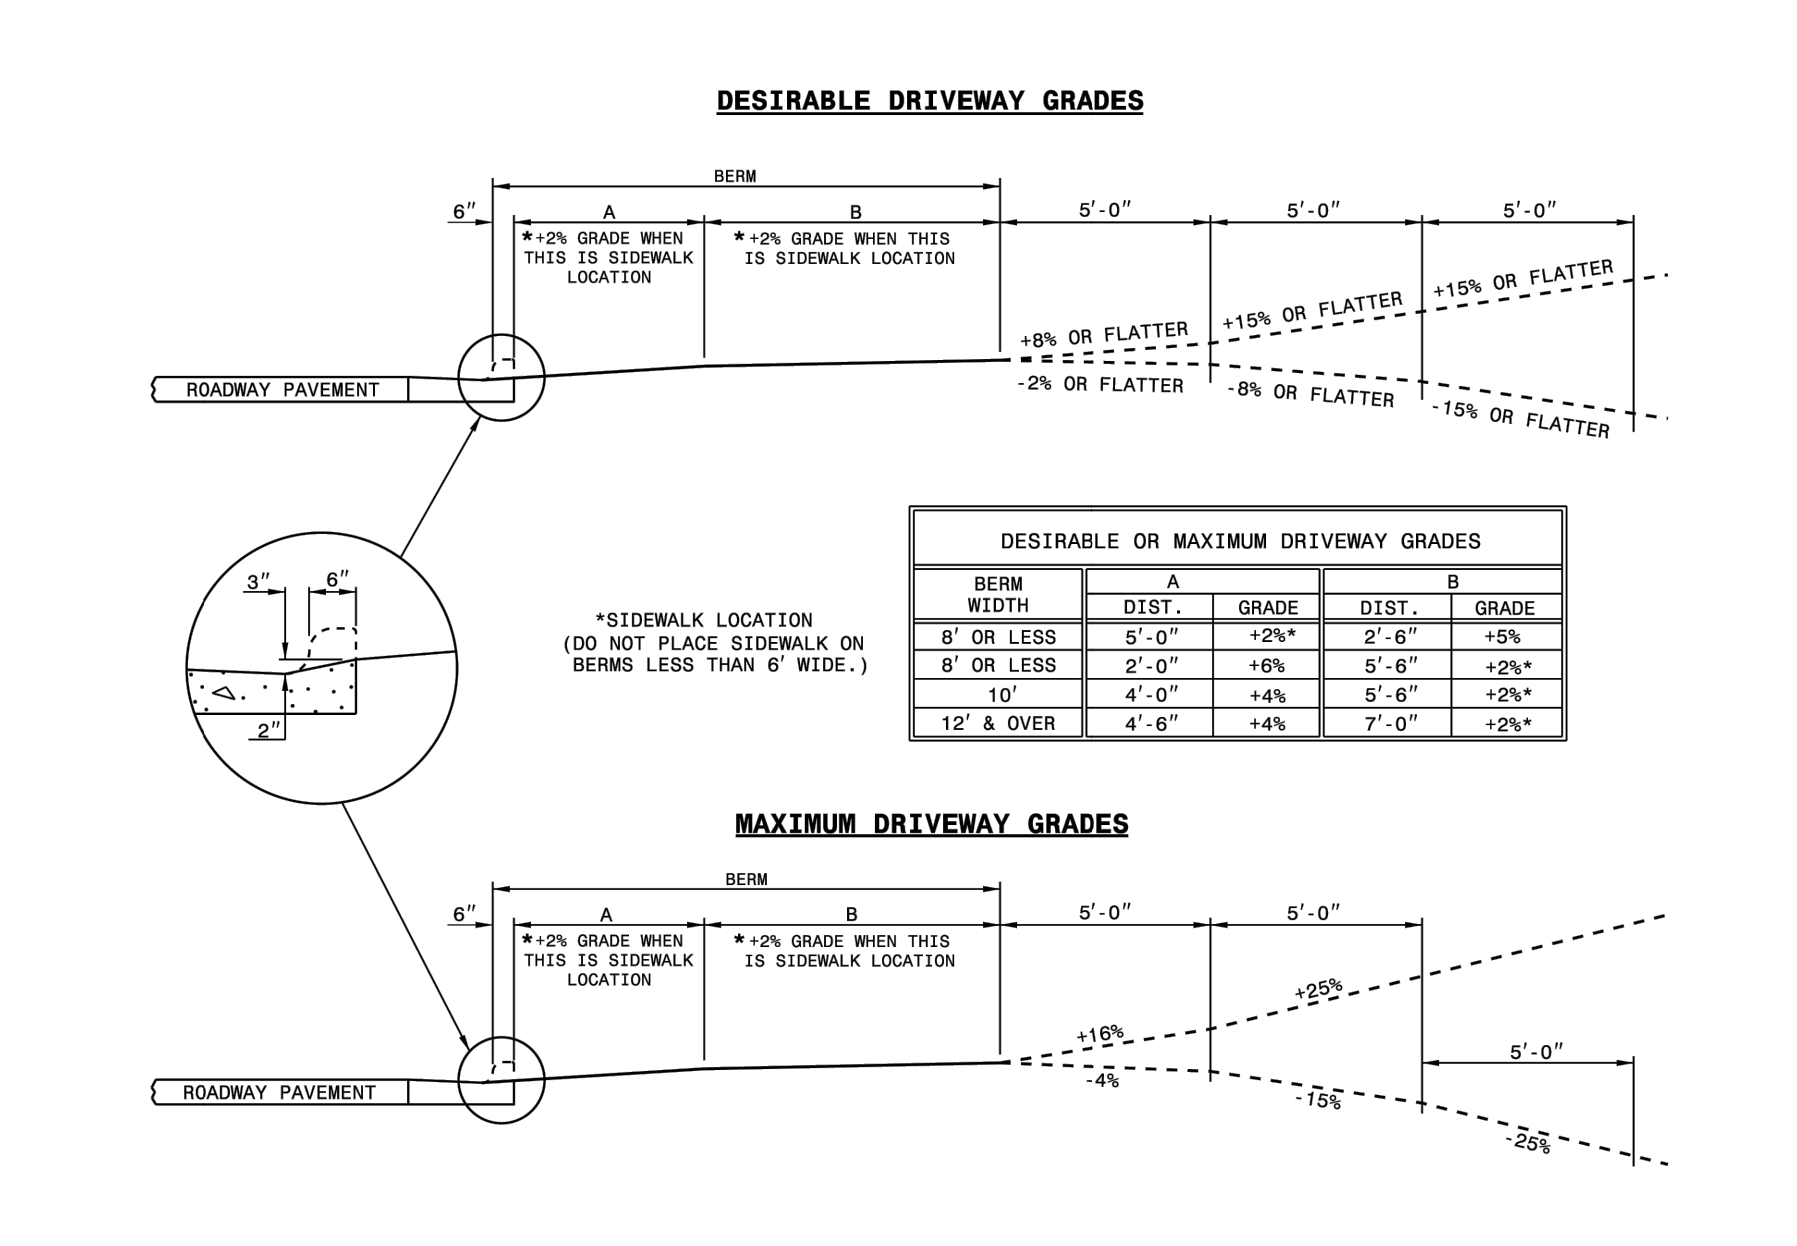 DESIRABLE DRIVEWAY GRADES
BERM
6″ A B 5′-0″ 5′-0″ 5′-0″
*+2% GRADE WHEN
THIS IS SIDEWALK
LOCATION
*+2% GRADE WHEN THIS
IS SIDEWALK LOCATION
+8% OR FLATTER
+15% OR FLATTER
+15% OR FLATTER
-2% OR FLATTER
-8% OR FLATTER
-15% OR FLATTER
ROADWAY PAVEMENT
3″ 6″
2″
*SIDEWALK LOCATION
(DO NOT PLACE SIDEWALK ON
BERMS LESS THAN 6′ WIDE.)
DESIRABLE OR MAXIMUM DRIVEWAY GRADES
BERM
WIDTH
A B
DIST. GRADE DIST. GRADE
8′ OR LESS 5′-0″ +2%* 2′-6″ +5%
8′ OR LESS 2′-0″ +6% 5′-6″ +2%*
10′ 4′-0″ +4% 5′-6″ +2%*
12′ & OVER 4′-6″ +4% 7′-0″ +2%*
MAXIMUM DRIVEWAY GRADES
BERM
6″ A B 5′-0″ 5′-0″
*+2% GRADE WHEN
THIS IS SIDEWALK
LOCATION
*+2% GRADE WHEN THIS
IS SIDEWALK LOCATION
+16%
+25%
5′-0″
-4%
-15%
-25%
ROADWAY PAVEMENT